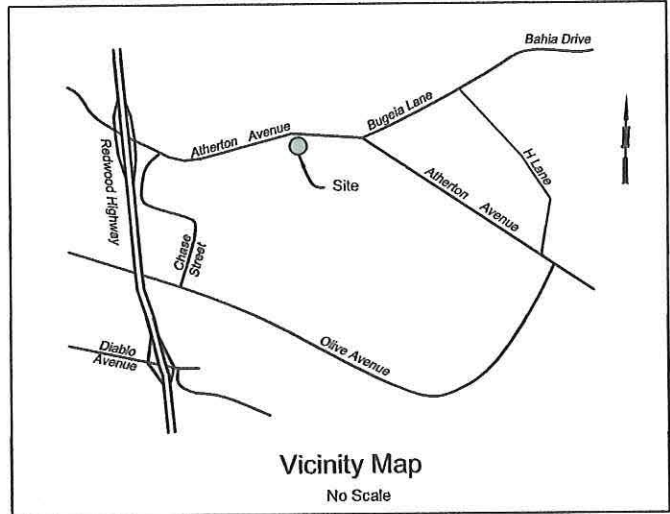 Bahia Drive
Bugeia Lane
Atherton Avenue
H Lane
Redwood Highway
Site
Atherton Avenue
Chase
Street
Olive Avenue
Diablo
Avenue
Vicinity Map
No Scale